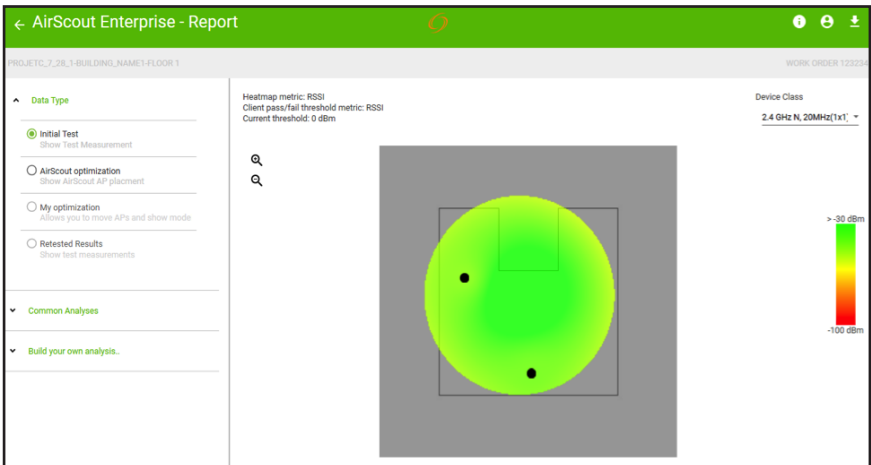 AirScout Enterprise - Report
PROJETC_7_28_1-BUILDING_NAME1-FLOOR 1
WORK ORDER 123234
Data Type
Initial Test
Show Test Measurement
AirScout optimization
Show AirScout AP placment
My optimization
Allows you to move APs and show mode
Retested Results
Show test measurements
Common Analyses
Build your own analysis..
Heatmap metric: RSSI
Client pass/fail threshold metric: RSSI
Current threshold: 0 dBm
Device Class
2.4 GHz N, 20MHz(1x1)
> -30 dBm
-100 dBm